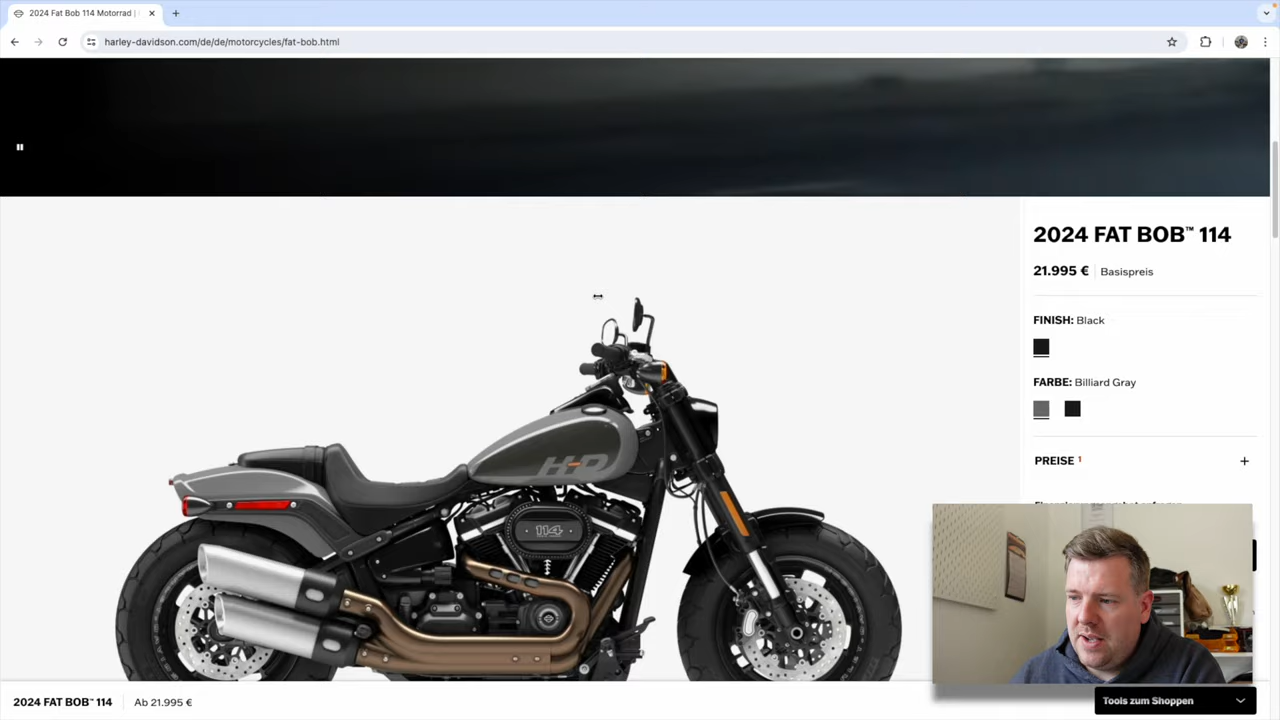 2024 Fat Bob 114 Motorrad |
harley-davidson.com/de/de/motorcycles/fat-bob.html
2024 FAT BOB™ 114
21.995 € Basispreis
FINISH: Black
FARBE: Billiard Gray
PREISE 1
H-D
114
2024 FAT BOB™ 114 Ab 21.995 €
Tools zum Shoppen